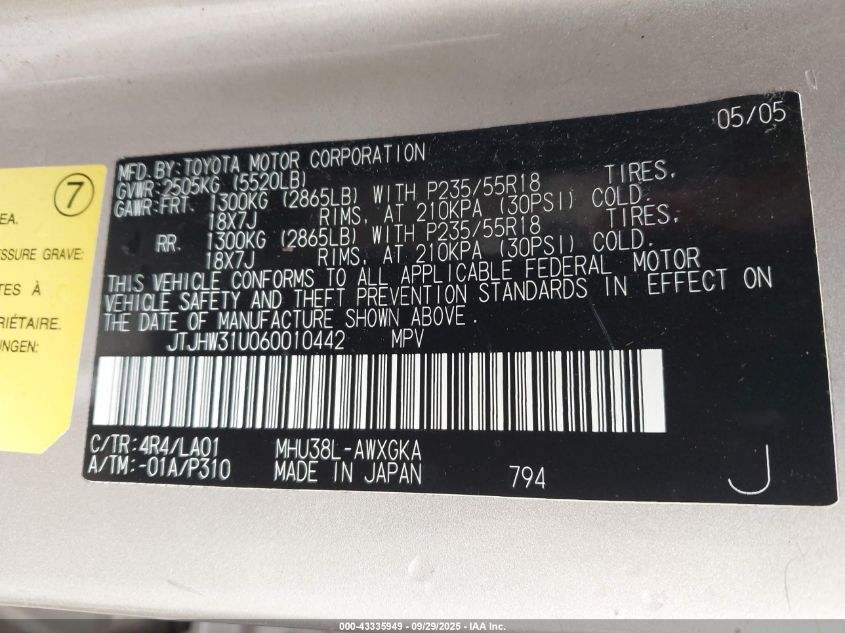 05/05
MFD. BY: TOYOTA MOTOR CORPORATION
GVWR: 2505KG (5520LB)
GAWR: FRT. 1300KG (2865LB) WITH P235/55R18 TIRES,
18X7J RIMS, AT 210KPA (30PSI) COLD.
RR. 1300KG (2865LB) WITH P235/55R18 TIRES,
18X7J RIMS, AT 210KPA (30PSI) COLD.
THIS VEHICLE CONFORMS TO ALL APPLICABLE FEDERAL MOTOR
VEHICLE SAFETY AND THEFT PREVENTION STANDARDS IN EFFECT ON
THE DATE OF MANUFACTURE SHOWN ABOVE.
JTJHW31U060010442 MPV
C/TR: 4R4/LA01 MHU38L-AWXGKA
A/TM: -01A/P310 MADE IN JAPAN 794 J
7
EA.
ESSURE GRAVE:
TES À
RIÉTAIRE.
UNGEN:
000-43335949 - 09/29/2025 - IAA Inc.